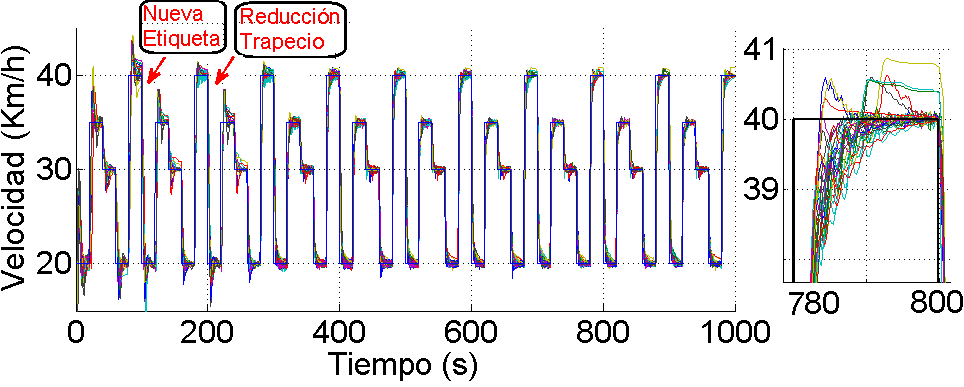 Nueva
Etiqueta
Reducción
Trapecio
Velocidad (Km/h)
40
30
20
0
200
400
600
800
1000
Tiempo (s)
41
40
39
780
800